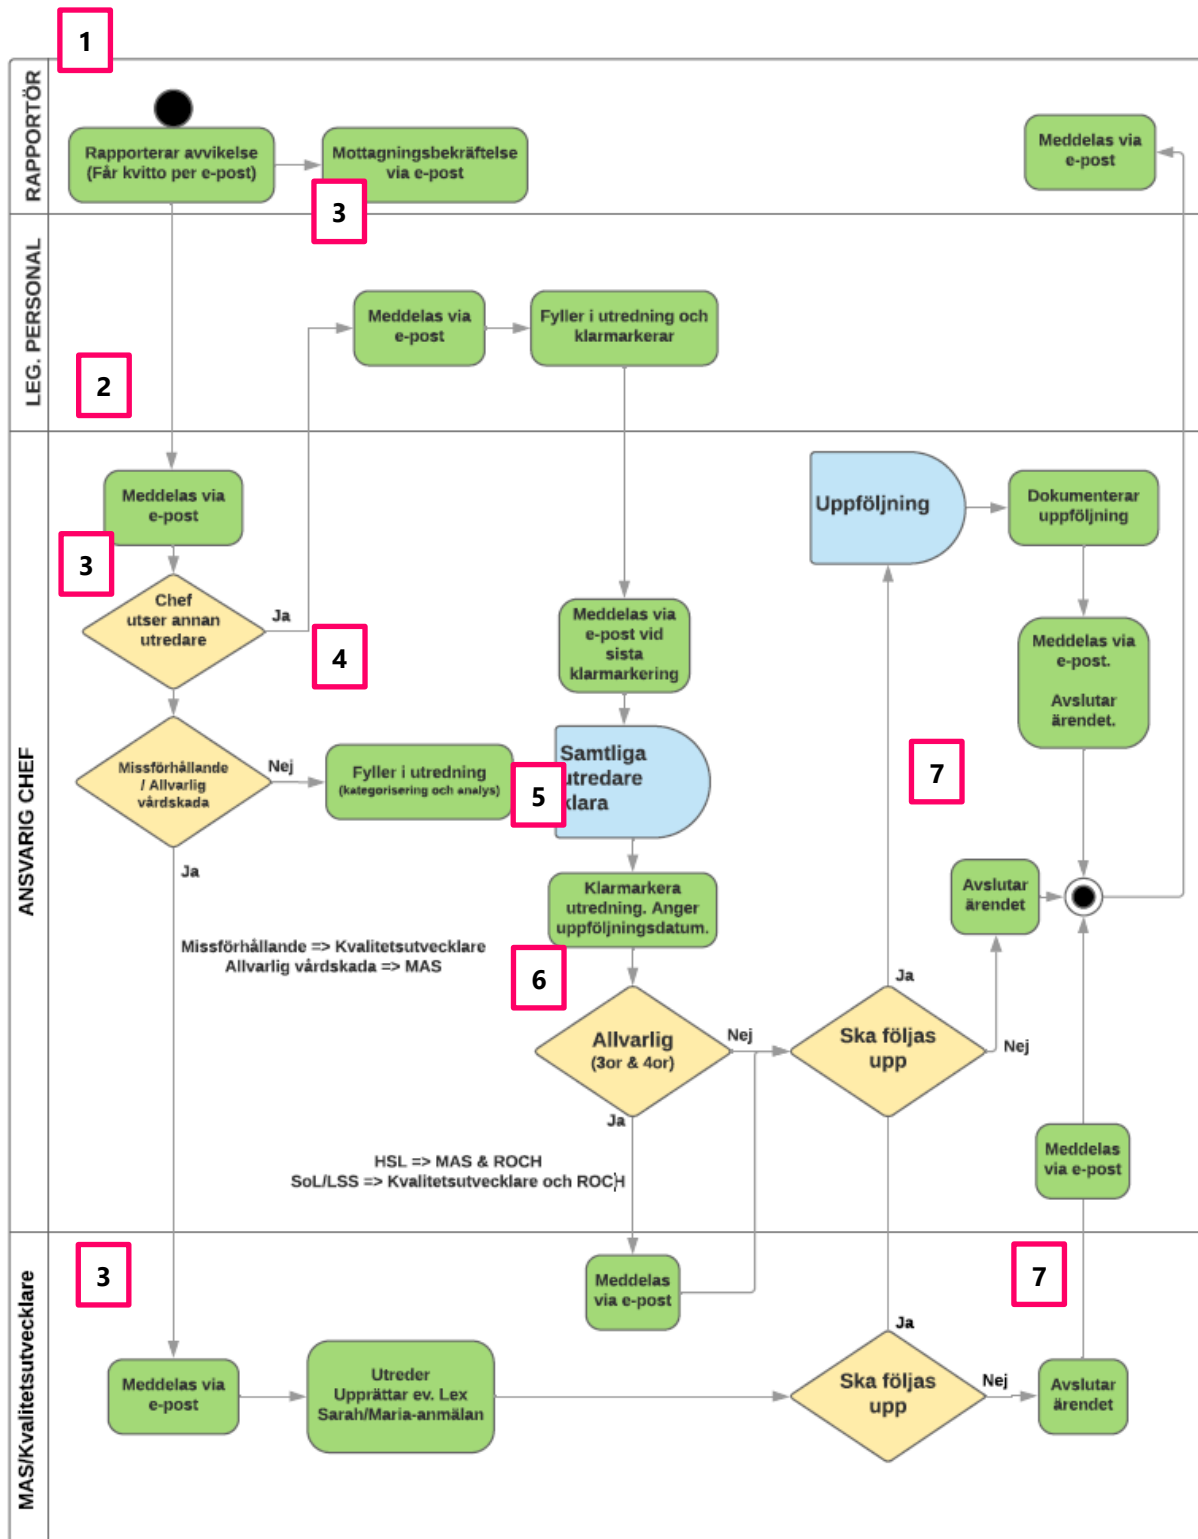 1
RAPPORTÖR
Rapporterar avvikelse
(Får kvitto per e-post)
Mottagningsbekräftelse
via e-post
3
Meddelas via
e-post
LEG. PERSONAL
Meddelas via
e-post
Fyller i utredning och
klarmarkerar
2
ANSVARIG CHEF
Meddelas via
e-post
3
Chef
utser annan
utredare
Ja
4
Missförhållande
/ Allvarlig
vårdskada
Nej
Fyller i utredning
(kategorisering och analys)
Ja
Missförhållande => Kvalitetsutvecklare
Allvarlig vårdskada => MAS
Meddelas via
e-post vid
sista
klarmarkering
Samtliga
utredare
klara
5
Klarmarkera
utredning. Anger
uppföljningsdatum.
6
Allvarlig
(3or & 4or)
Nej
Ja
HSL => MAS & ROCH
SoL/LSS => Kvalitetsutvecklare och ROCH
Uppföljning
Dokumenterar
uppföljning
Meddelas via
e-post.
Avslutar
ärendet.
7
Avslutar
ärendet
Ja
Ska följas
upp
Nej
Meddelas
via e-post
MAS/Kvalitetsutvecklare
3
Meddelas via
e-post
Utreder
Upprättar ev. Lex
Sarah/Maria-anmälan
Meddelas
via e-post
Ja
Ska följas
upp
Nej
7
Avslutar
ärendet